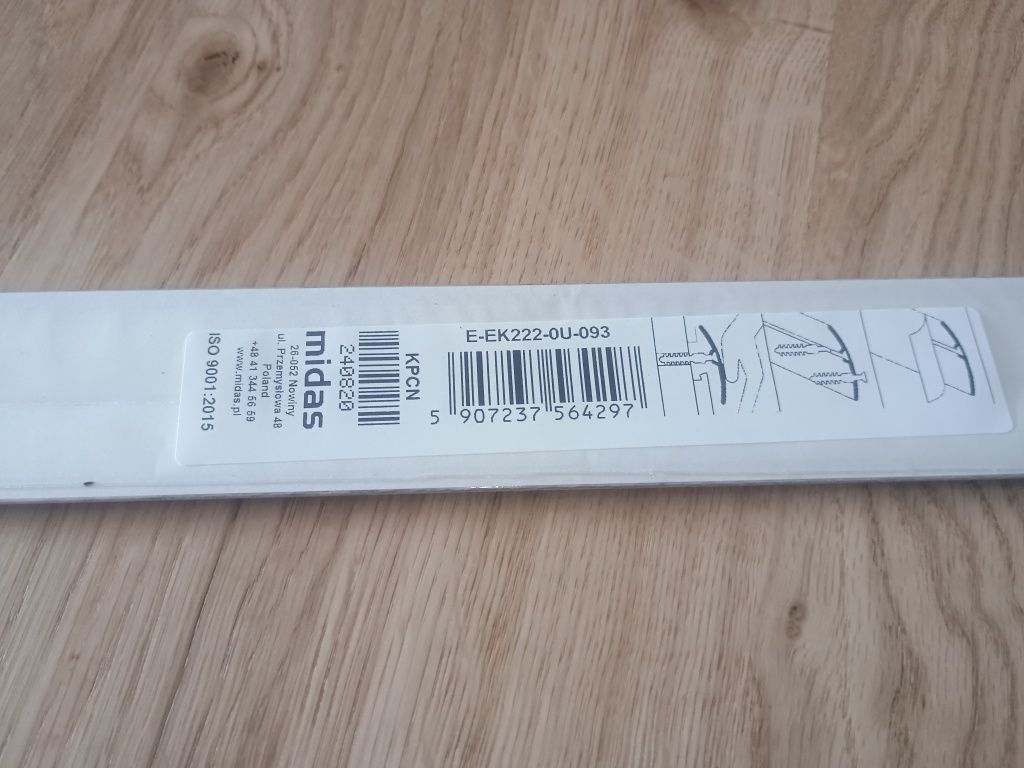 E-EK222-0U-093
5 907237 564297
KPCN
240820
midas
ul. Przemysłowa 48
26-052 Nowiny
Poland
+48 41 344 56 59
www.midas.pl
ISO 9001:2015